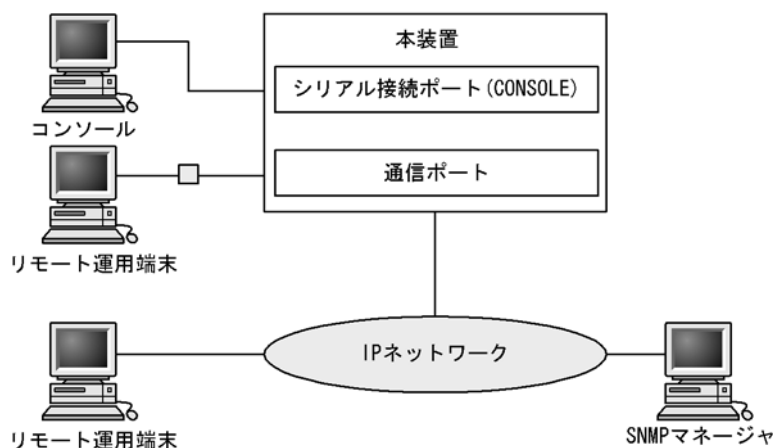 本装置
シリアル接続ポート(CONSOLE)
コンソール
通信ポート
リモート運用端末
IPネットワーク
リモート運用端末
SNMPマネージャ